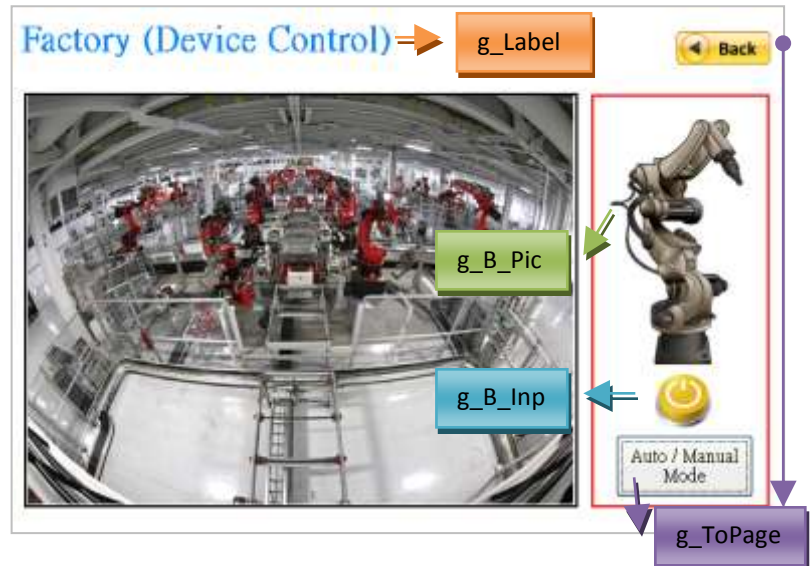 Factory (Device Control)
g_Label
Back
g_B_Pic
g_B_Inp
Auto / Manual
Mode
g_ToPage